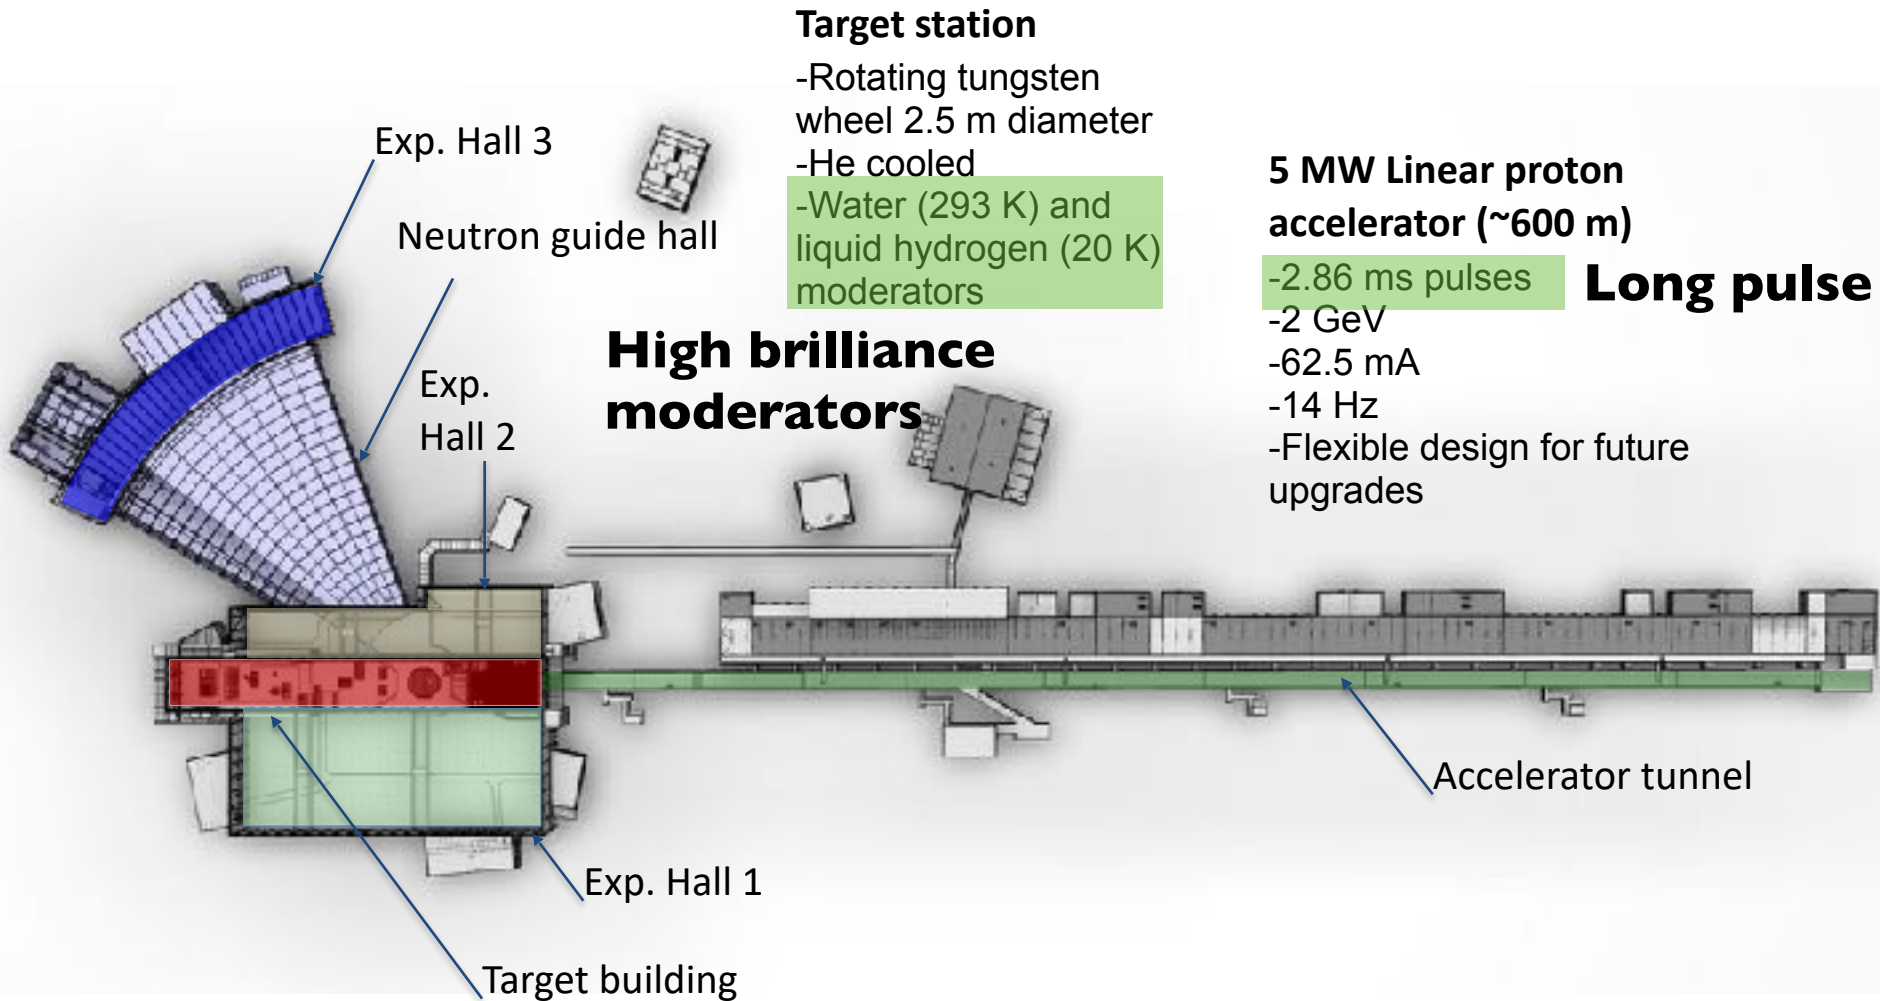 Target station
-Rotating tungsten
wheel 2.5 m diameter
-He cooled
-Water (293 K) and
liquid hydrogen (20 K)
moderators
High brilliance
moderators
5 MW Linear proton
accelerator (~600 m)
-2.86 ms pulses
Long pulse
-2 GeV
-62.5 mA
-14 Hz
-Flexible design for future
upgrades
Exp. Hall 3
Neutron guide hall
Exp.
Hall 2
Accelerator tunnel
Exp. Hall 1
Target building